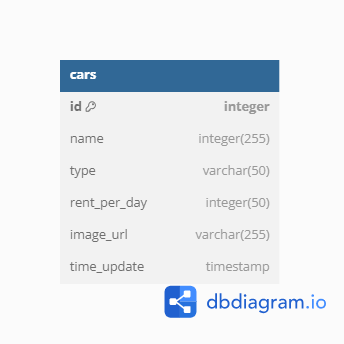 cars
id integer
name integer(255)
type varchar(50)
rent_per_day integer(50)
image_url varchar(255)
time_update timestamp
dbdiagram.io